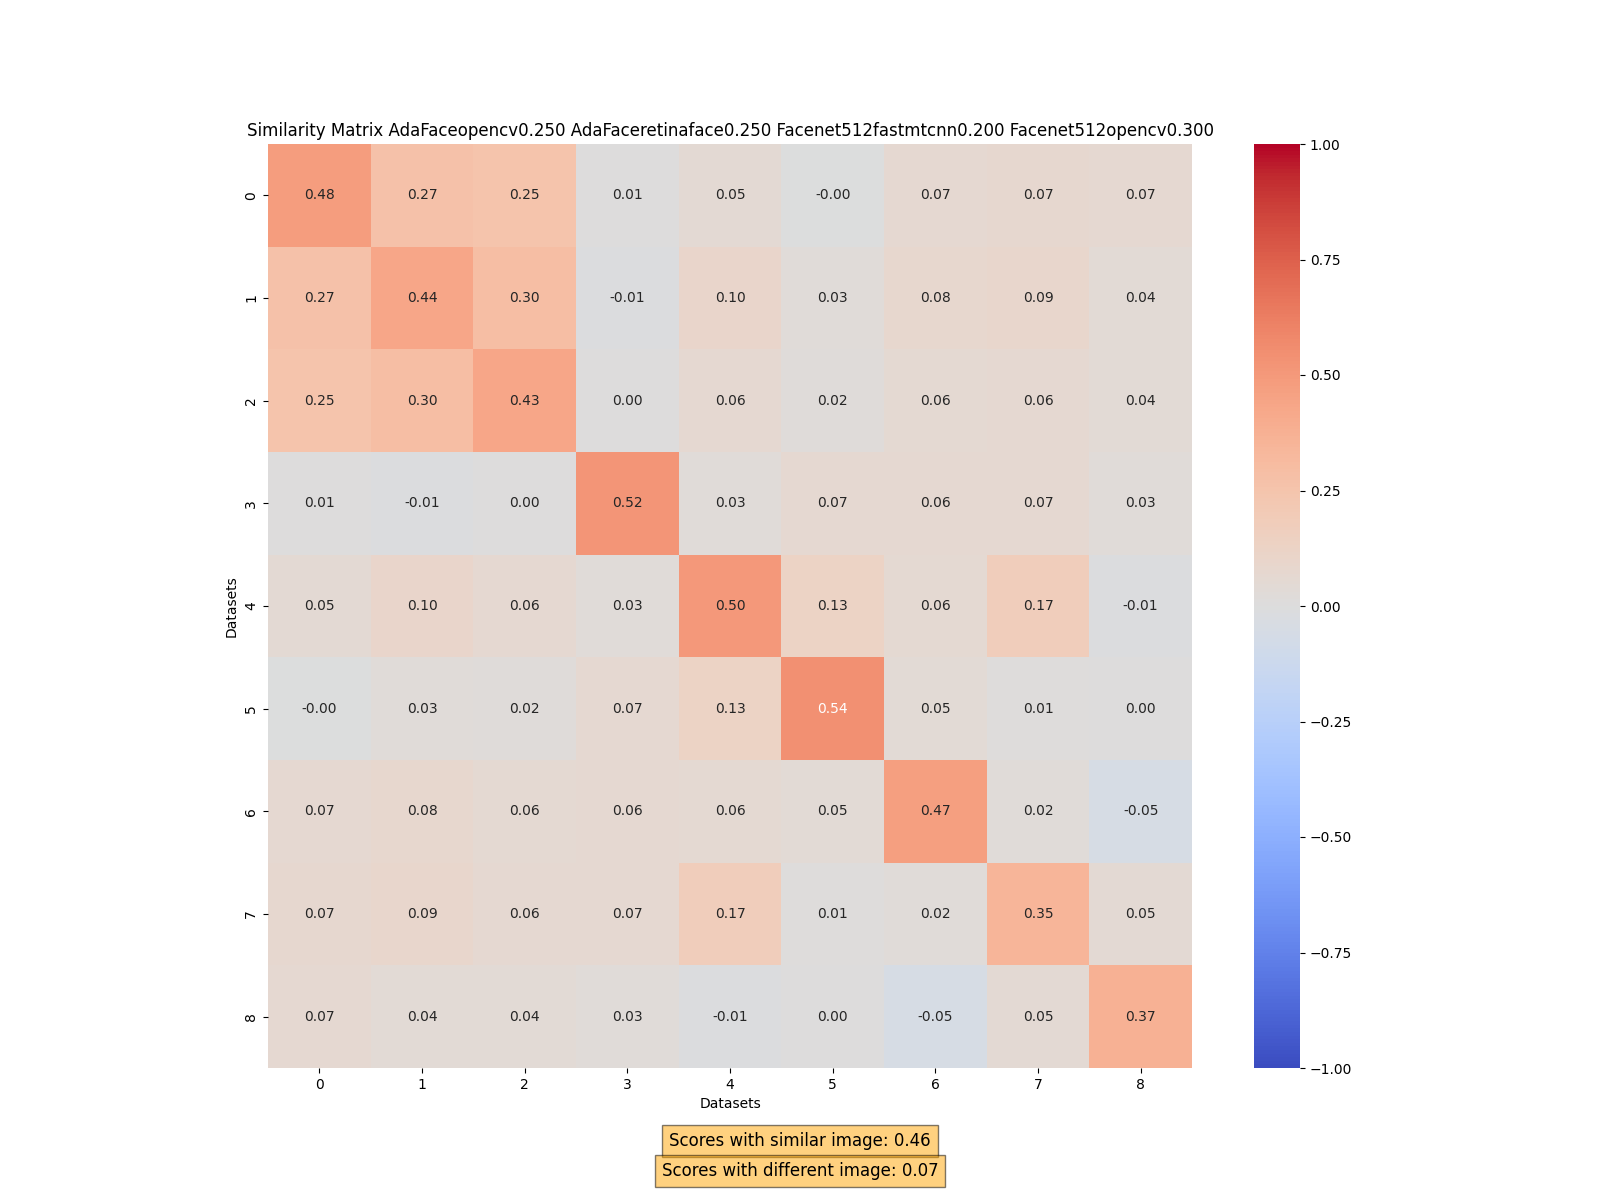 Similarity Matrix AdaFaceopencv0.250 AdaFaceretinaface0.250 Facenet512fastmtcnn0.200 Facenet512opencv0.300
0 0.48 0.27 0.25 0.01 0.05 -0.00 0.07 0.07 0.07
1 0.27 0.44 0.30 -0.01 0.10 0.03 0.08 0.09 0.04
2 0.25 0.30 0.43 0.00 0.06 0.02 0.06 0.06 0.04
3 0.01 -0.01 0.00 0.52 0.03 0.07 0.06 0.07 0.03
4 0.05 0.10 0.06 0.03 0.50 0.13 0.06 0.17 -0.01
5 -0.00 0.03 0.02 0.07 0.13 0.54 0.05 0.01 0.00
6 0.07 0.08 0.06 0.06 0.06 0.05 0.47 0.02 -0.05
7 0.07 0.09 0.06 0.07 0.17 0.01 0.02 0.35 0.05
8 0.07 0.04 0.04 0.03 -0.01 0.00 -0.05 0.05 0.37
Datasets
0 1 2 3 4 5 6 7 8
Datasets
1.00
0.75
0.50
0.25
0.00
−0.25
−0.50
−0.75
−1.00
Scores with similar image: 0.46
Scores with different image: 0.07